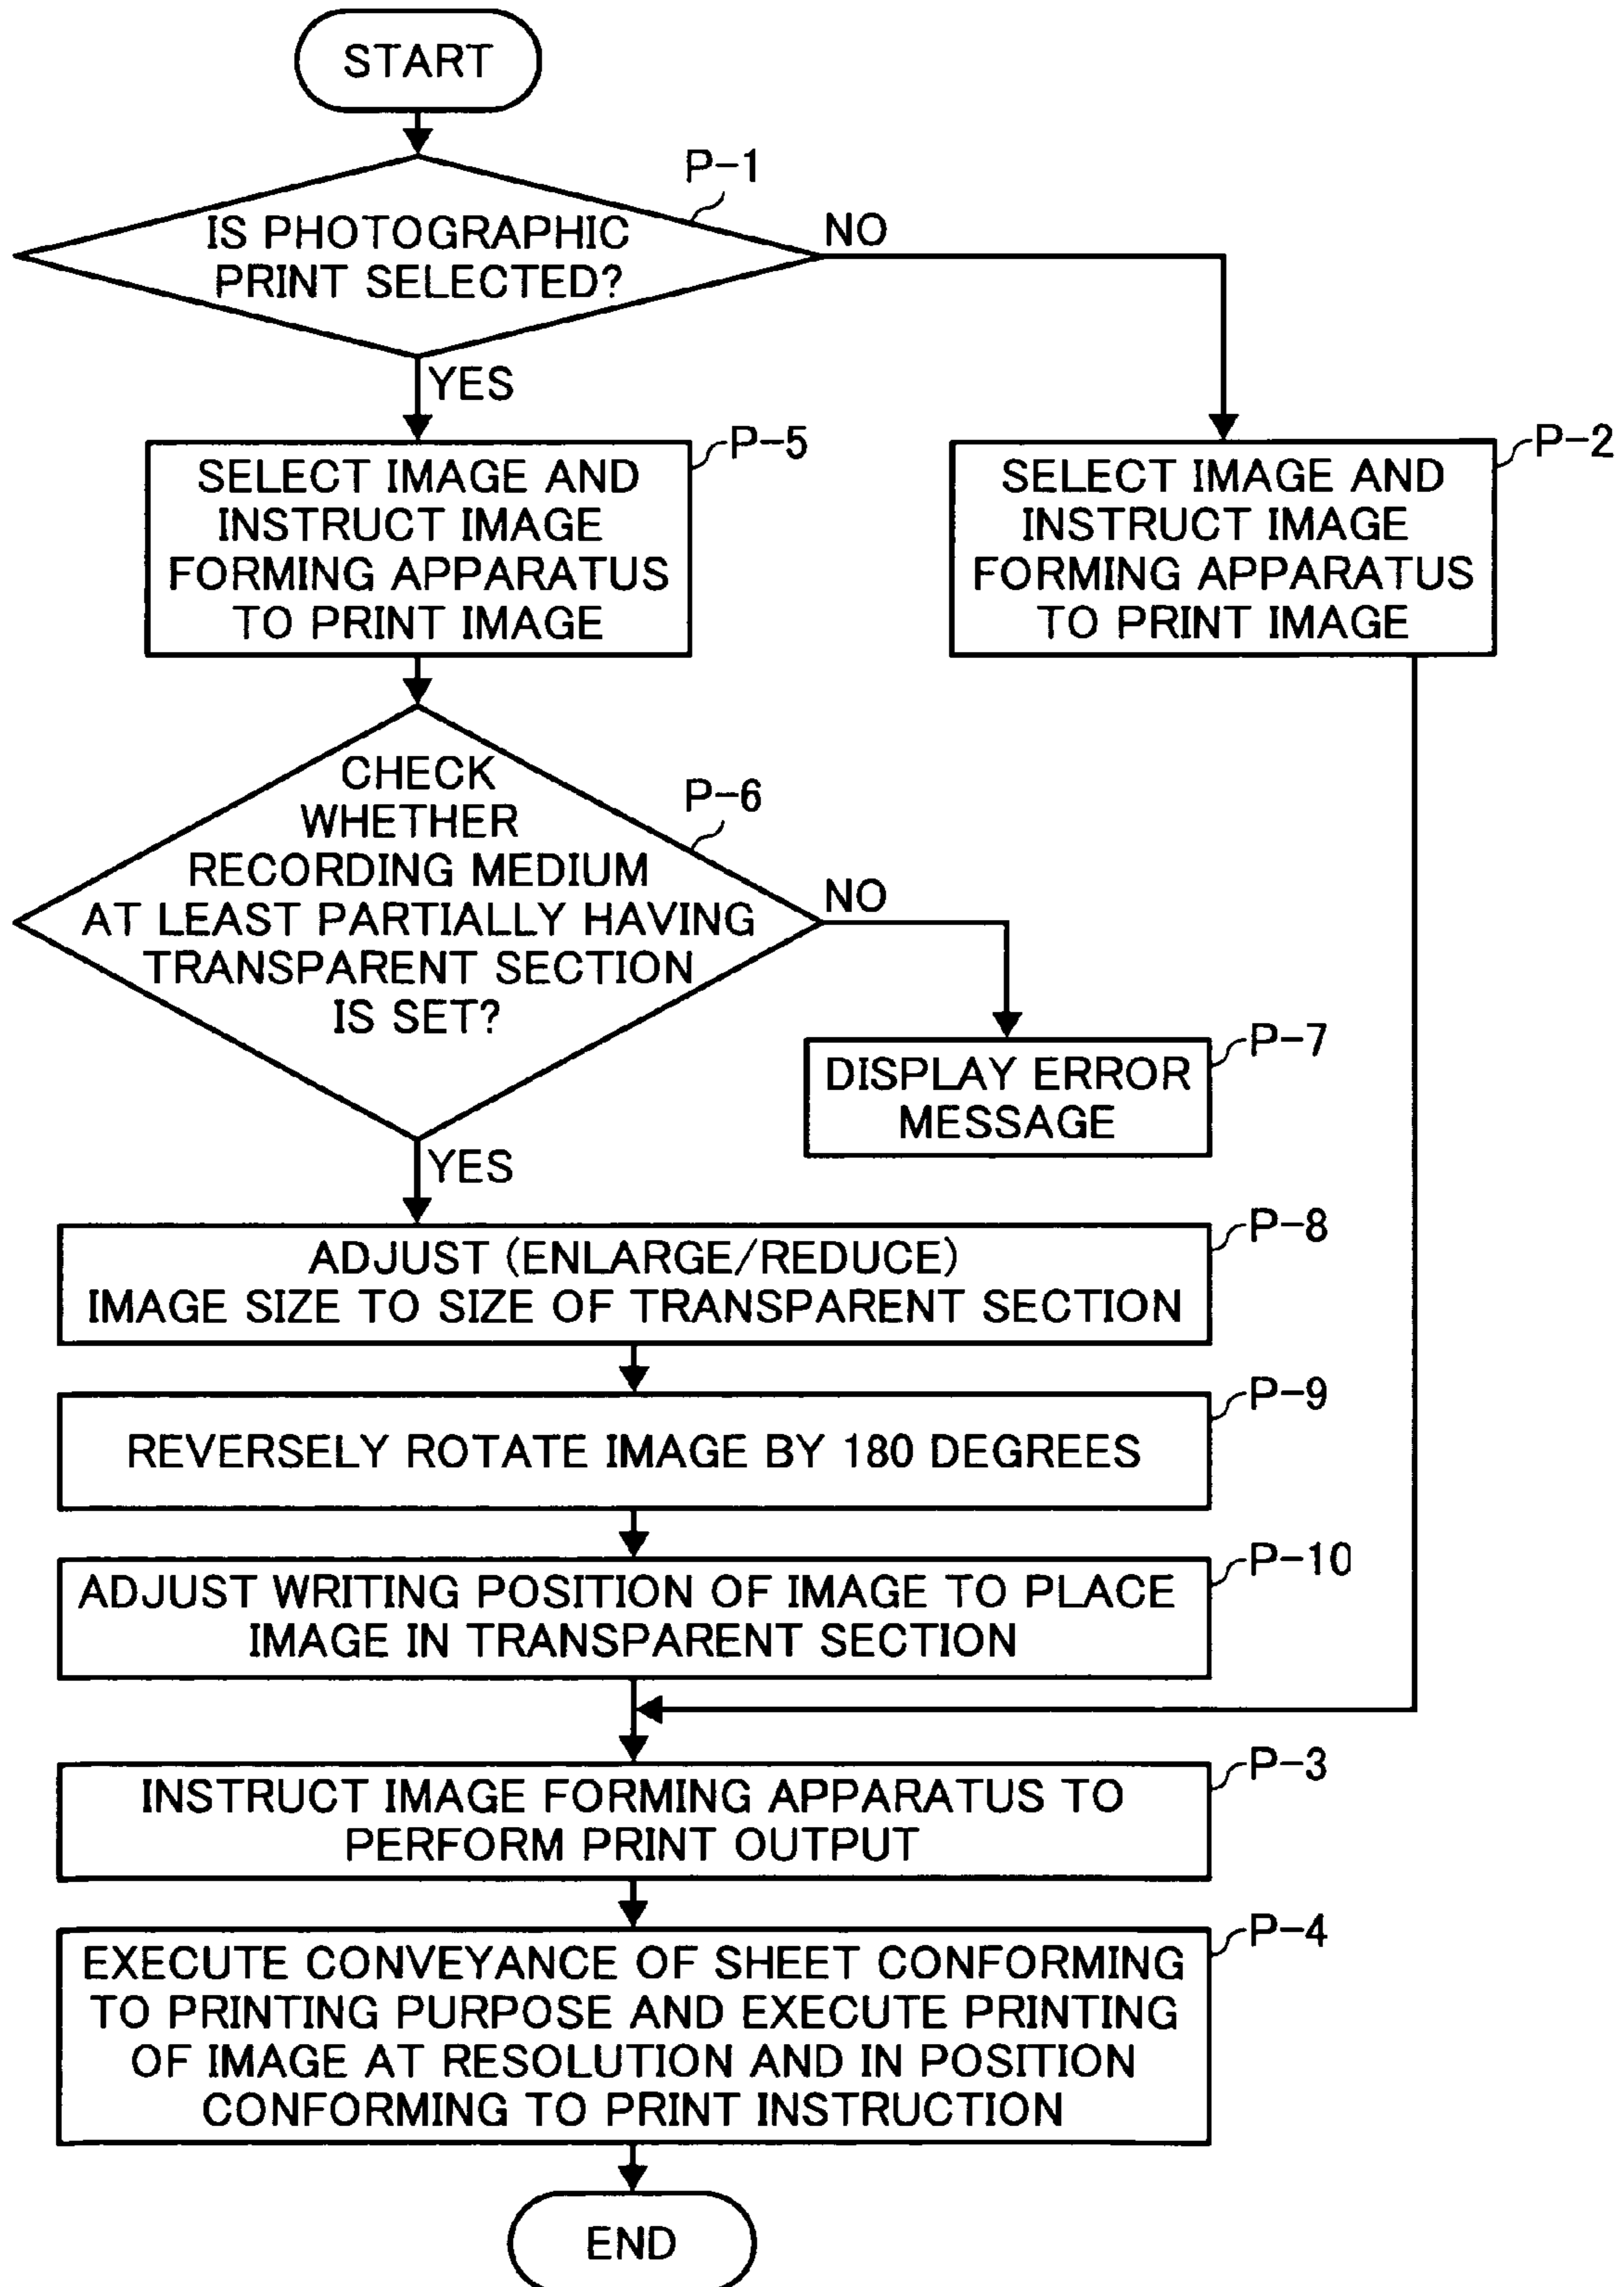 START
P-1
IS PHOTOGRAPHIC
PRINT SELECTED?
NO
YES
P-5
SELECT IMAGE AND
INSTRUCT IMAGE
FORMING APPARATUS
TO PRINT IMAGE
P-2
SELECT IMAGE AND
INSTRUCT IMAGE
FORMING APPARATUS
TO PRINT IMAGE
P-6
CHECK
WHETHER
RECORDING MEDIUM
AT LEAST PARTIALLY HAVING
TRANSPARENT SECTION
IS SET?
NO
P-7
DISPLAY ERROR
MESSAGE
YES
P-8
ADJUST (ENLARGE/REDUCE)
IMAGE SIZE TO SIZE OF TRANSPARENT SECTION
P-9
REVERSELY ROTATE IMAGE BY 180 DEGREES
P-10
ADJUST WRITING POSITION OF IMAGE TO PLACE
IMAGE IN TRANSPARENT SECTION
P-3
INSTRUCT IMAGE FORMING APPARATUS TO
PERFORM PRINT OUTPUT
P-4
EXECUTE CONVEYANCE OF SHEET CONFORMING
TO PRINTING PURPOSE AND EXECUTE PRINTING
OF IMAGE AT RESOLUTION AND IN POSITION
CONFORMING TO PRINT INSTRUCTION
END